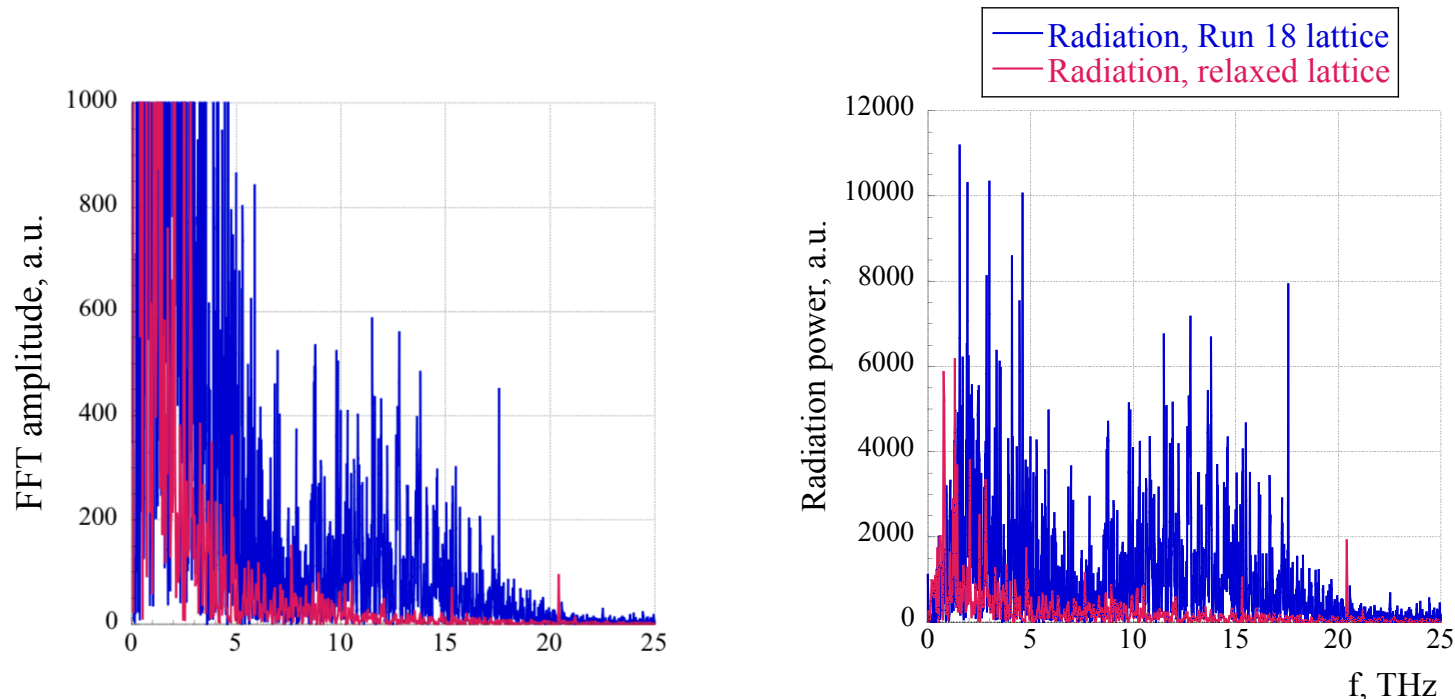 Radiation, Run 18 lattice
Radiation, relaxed lattice
FFT amplitude, a.u.
1000
800
600
400
200
0
0 5 10 15 20 25
Radiation power, a.u.
12000
10000
8000
6000
4000
2000
0
0 5 10 15 20 25
f, THz